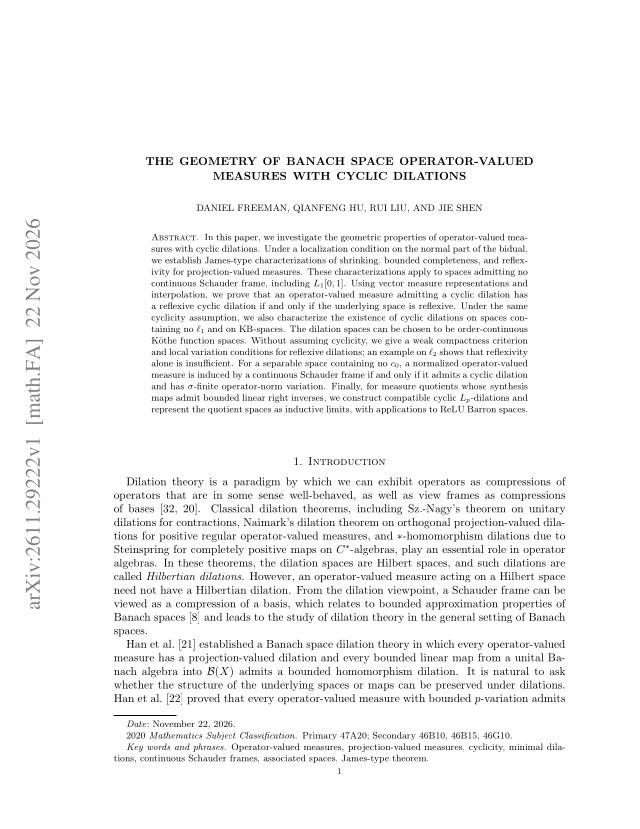 arXiv:2611.29222v1 [math.FA] 22 Nov 2026
THE GEOMETRY OF BANACH SPACE OPERATOR-VALUED
MEASURES WITH CYCLIC DILATIONS
DANIEL FREEMAN, QIANFENG HU, RUI LIU, AND JIE SHEN
ABSTRACT. In this paper, we investigate the geometric properties of operator-valued mea-
sures with cyclic dilations. Under a localization condition on the normal part of the bidual,
we establish James-type characterizations of shrinking, bounded completeness, and reflex-
ivity for projection-valued measures. These characterizations apply to spaces admitting no
continuous Schauder frame, including L₁[0, 1]. Using vector measure representations and
interpolation, we prove that an operator-valued measure admitting a cyclic dilation has
a reflexive cyclic dilation if and only if the underlying space is reflexive. Under the same
cyclicity assumption, we also characterize the existence of cyclic dilations on spaces con-
taining no ℓ₁ and on KB-spaces. The dilation spaces can be chosen to be order-continuous
Köthe function spaces. Without assuming cyclicity, we give a weak compactness criterion
and local variation conditions for reflexive dilations; an example on ℓ₂ shows that reflexivity
alone is insufficient. For a separable space containing no c₀, a normalized operator-valued
measure is induced by a continuous Schauder frame if and only if it admits a cyclic dilation
and has σ-finite operator-norm variation. Finally, for measure quotients whose synthesis
maps admit bounded linear right inverses, we construct compatible cyclic Lₚ-dilations and
represent the quotient spaces as inductive limits, with applications to ReLU Barron spaces.
1. INTRODUCTION
Dilation theory is a paradigm by which we can exhibit operators as compressions of
operators that are in some sense well-behaved, as well as view frames as compressions
of bases [32, 20]. Classical dilation theorems, including Sz.-Nagy's theorem on unitary
dilations for contractions, Naimark's dilation theorem on orthogonal projection-valued dila-
tions for positive regular operator-valued measures, and ∗-homomorphism dilations due to
Steinspring for completely positive maps on C*-algebras, play an essential role in operator
algebras. In these theorems, the dilation spaces are Hilbert spaces, and such dilations are
called Hilbertian dilations. However, an operator-valued measure acting on a Hilbert space
need not have a Hilbertian dilation. From the dilation viewpoint, a Schauder frame can be
viewed as a compression of a basis, which relates to bounded approximation properties of
Banach spaces [8] and leads to the study of dilation theory in the general setting of Banach
spaces.
Han et al. [21] established a Banach space dilation theory in which every operator-valued
measure has a projection-valued dilation and every bounded linear map from a unital Ba-
nach algebra into ℬ(X) admits a bounded homomorphism dilation. It is natural to ask
whether the structure of the underlying spaces or maps can be preserved under dilations.
Han et al. [22] proved that every operator-valued measure with bounded p-variation admits
Date: November 22, 2026.
2020 Mathematics Subject Classification. Primary 47A20; Secondary 46B10, 46B15, 46G10.
Key words and phrases. Operator-valued measures, projection-valued measures, cyclicity, minimal dila-
tions, continuous Schauder frames, associated spaces, James-type theorem.
1